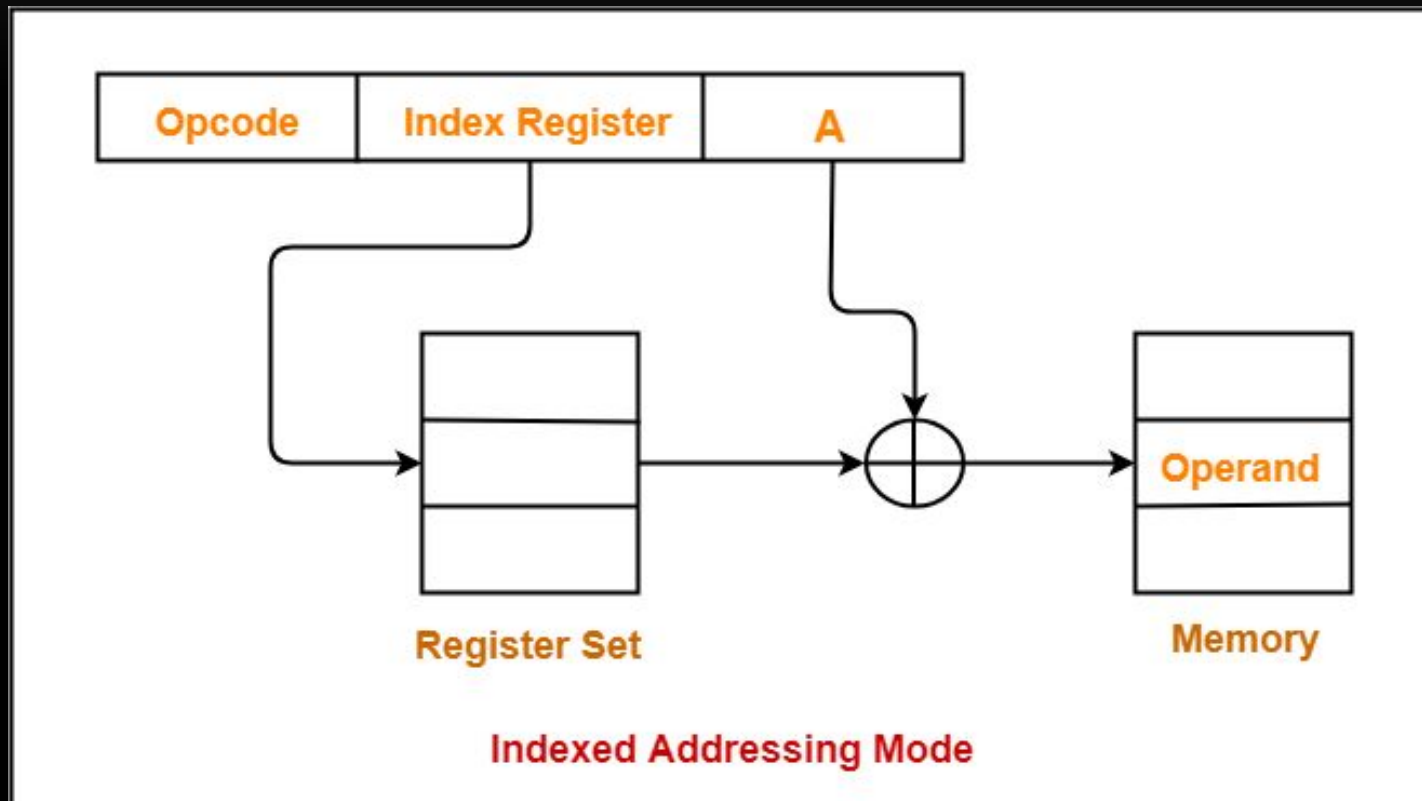 Opcode
Index Register
A
Operand
Register Set
Memory
Indexed Addressing Mode